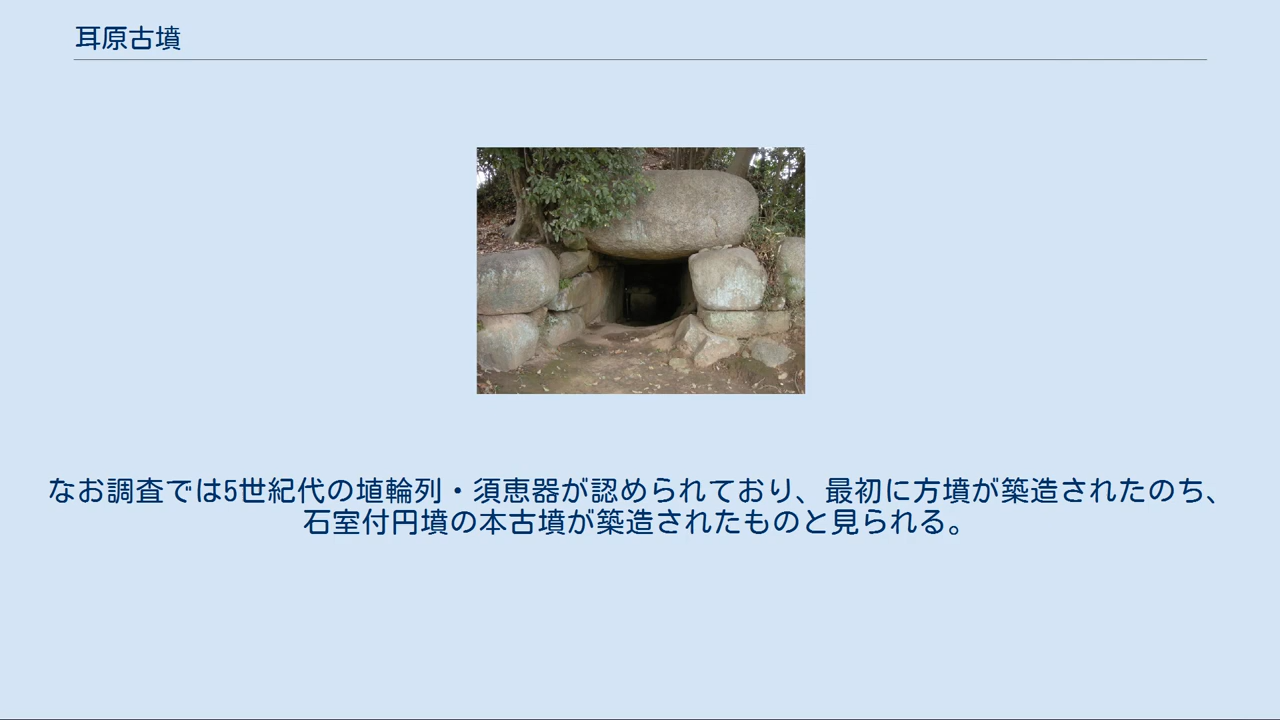 耳原古墳
なお調査では5世紀代の埴輪列・須恵器が認められており、最初に方墳が築造されたのち、
石室付円墳の本古墳が築造されたものと見られる。